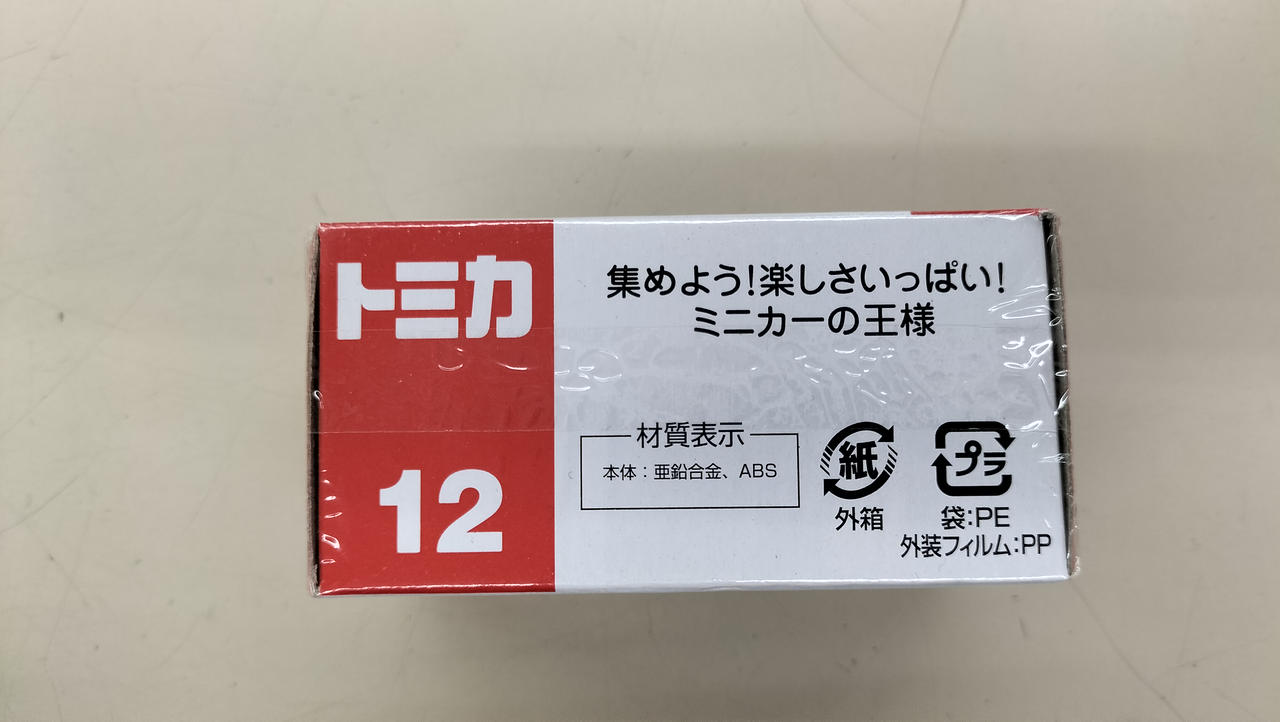 トミカ
集めよう!楽しさいっぱい!
ミニカーの王様
12
材質表示
本体:亜鉛合金、ABS
紙
外箱
プラ
袋:PE
外装フィルム:PP